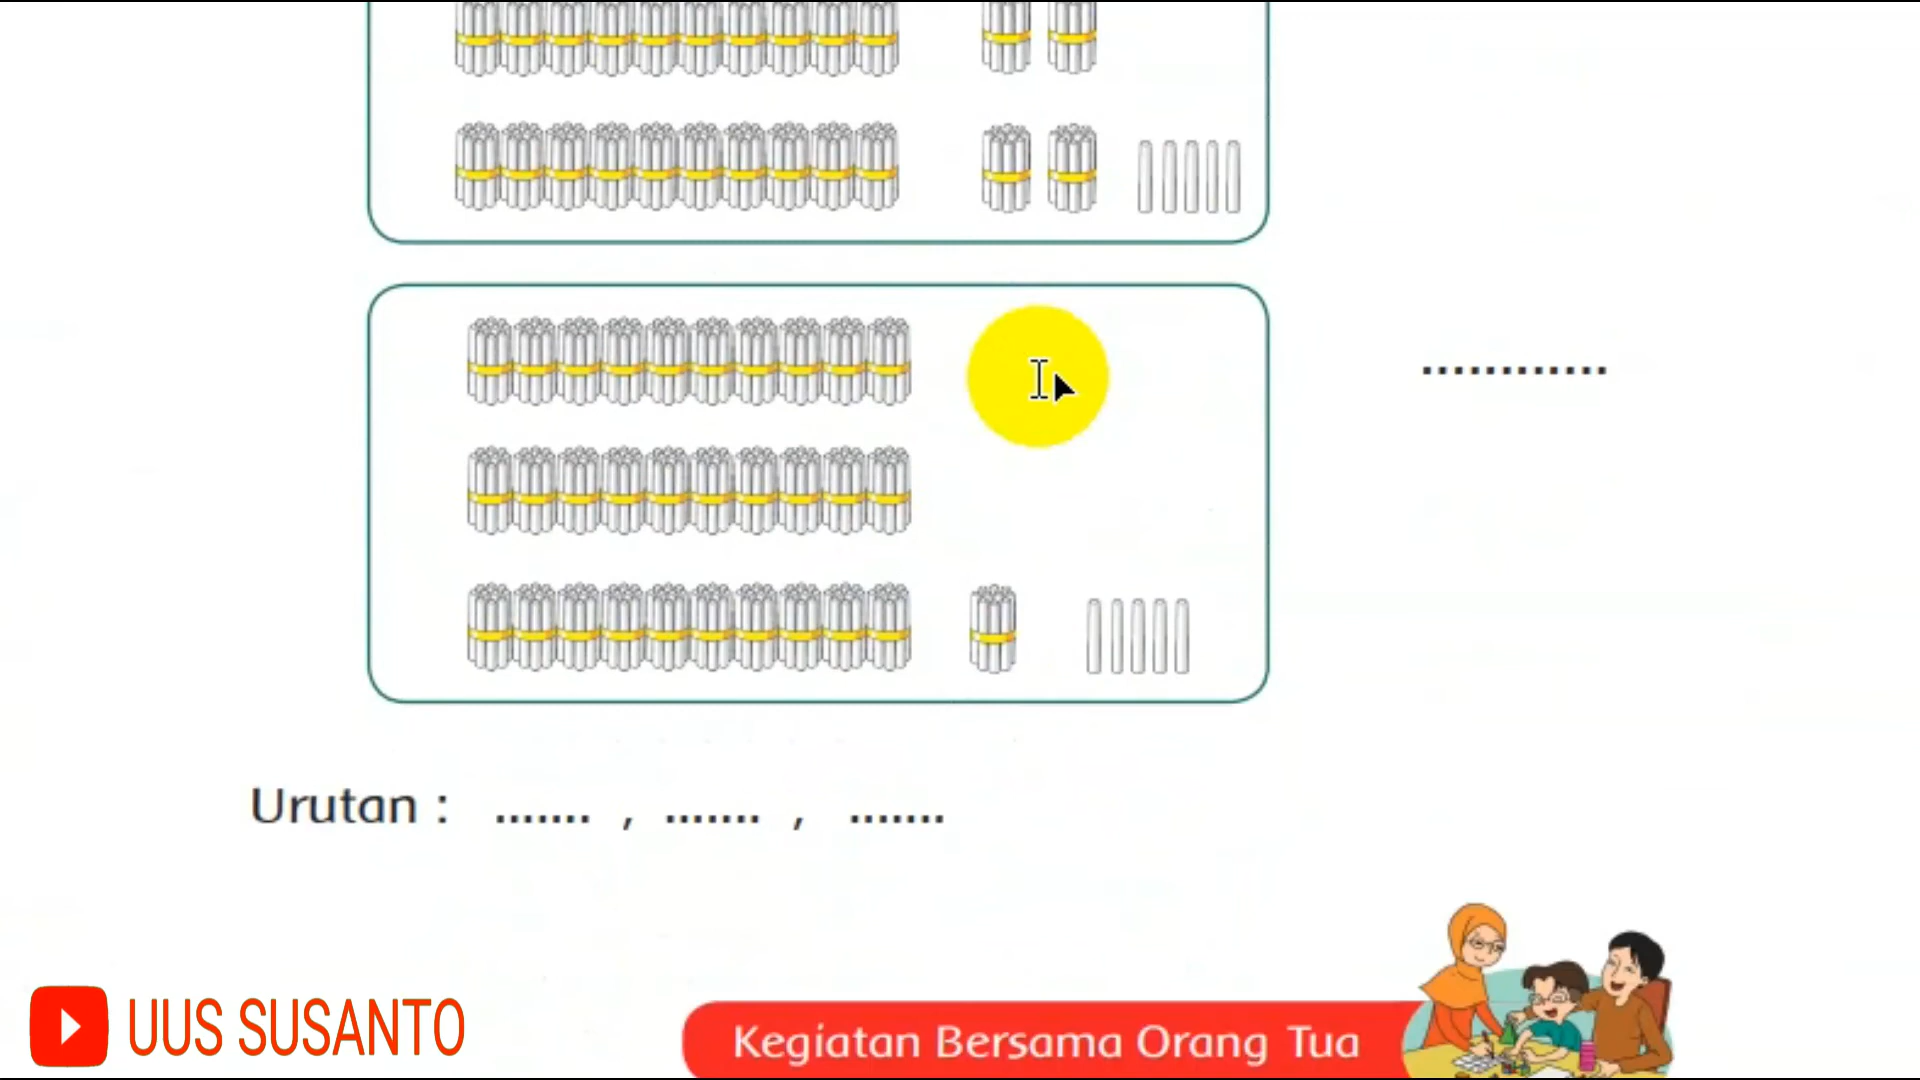 ............
Urutan : ....... , ....... , .......
UUS SUSANTO
Kegiatan Bersama Orang Tua